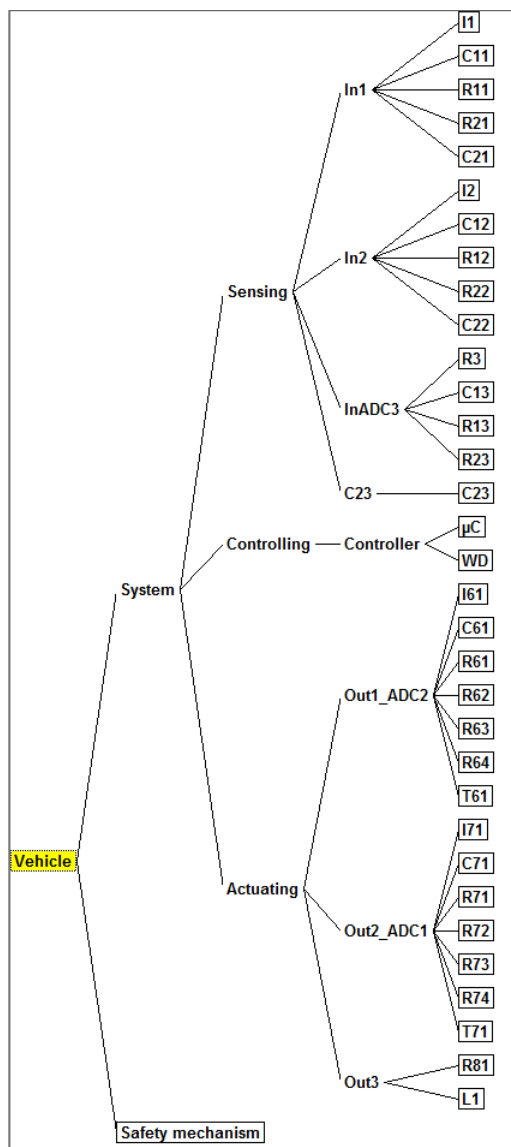 I1
C11
In1
R11
R21
C21
I2
C12
In2
R12
R22
C22
Sensing
R3
C13
InADC3
R13
R23
C23
C23
µC
Controlling
Controller
WD
System
I61
C61
R61
Out1_ADC2
R62
R63
R64
T61
I71
Vehicle
C71
Actuating
R71
Out2_ADC1
R72
R73
R74
T71
R81
Out3
L1
Safety mechanism